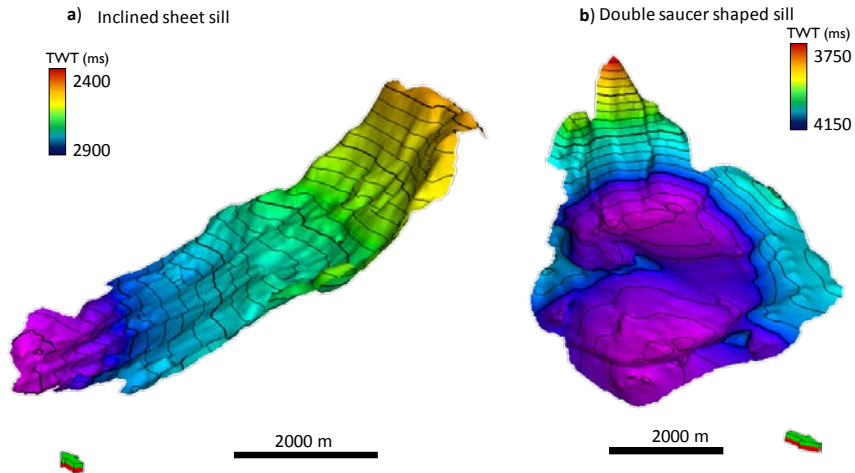 a) Inclined sheet sill
TWT (ms)
2400
2900
2000 m
b) Double saucer shaped sill
TWT (ms)
3750
4150
2000 m